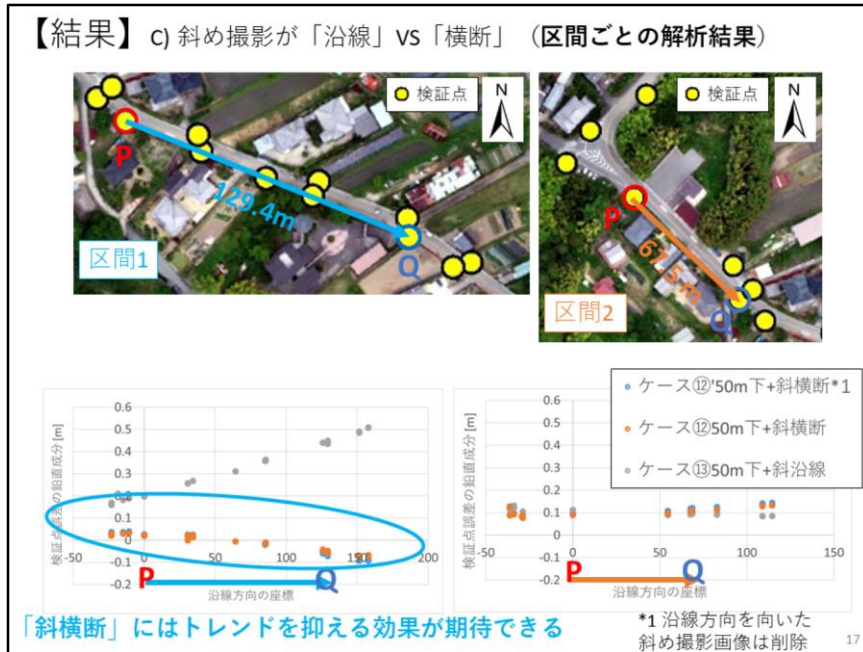 【結果】 c) 斜め撮影が「沿線」VS「横断」 （区間ごとの解析結果）
検証点
N
P
129.4m
Q
区間1
検証点
N
P
67.5m
Q
区間2
検証点誤差の鉛直成分[m]
0.6
0.5
0.4
0.3
0.2
0.1
0
-0.1
-0.2
-50
0
50
100
150
200
P
Q
沿線方向の座標
検証点誤差の鉛直成分[m]
0.6
0.5
0.4
0.3
0.2
0.1
0
-0.1
-0.2
-50
0
50
100
150
P
Q
沿線方向の座標
ケース⑫'50m下+斜横断*1
ケース⑫50m下+斜横断
ケース⑬50m下+斜沿線
「斜横断」にはトレンドを抑える効果が期待できる
*1 沿線方向を向いた
斜め撮影画像は削除
17